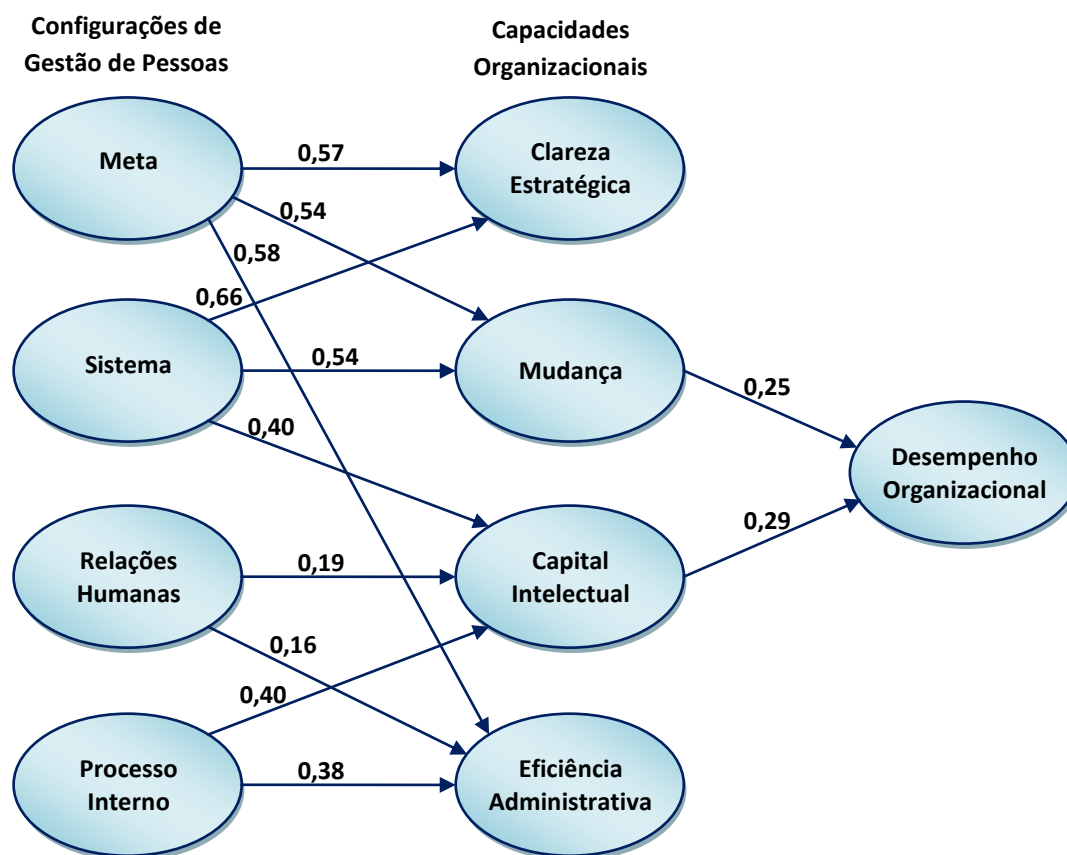 Configurações de
Gestão de Pessoas
Capacidades
Organizacionais
Meta
0,57
Clareza
Estratégica
0,54
0,58
0,66
Sistema
0,54
Mudança
0,25
0,40
Desempenho
Organizacional
0,29
Relações
Humanas
0,19
Capital
Intelectual
0,16
0,40
Processo
Interno
0,38
Eficiência
Administrativa